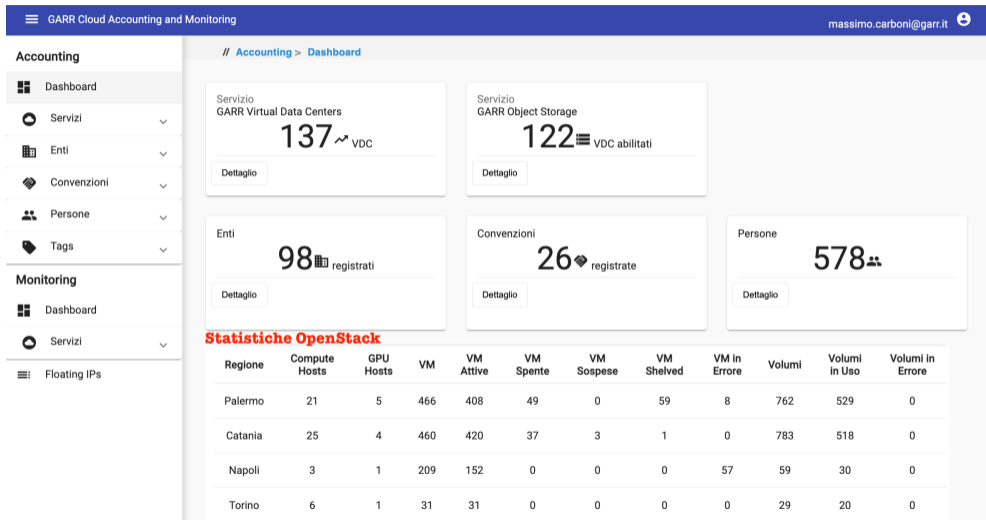 GARR Cloud Accounting and Monitoring
massimo.carboni@garr.it
Accounting
Dashboard
Servizi
Enti
Convenzioni
Persone
Tags
Monitoring
Dashboard
Servizi
Floating IPs
// Accounting > Dashboard
Servizio
GARR Virtual Data Centers
137 VDC
Dettaglio
Servizio
GARR Object Storage
122 VDC abilitati
Dettaglio
Enti
98 registrati
Dettaglio
Convenzioni
26 registrate
Dettaglio
Persone
578
Dettaglio
Statistiche OpenStack
Regione Compute Hosts GPU Hosts VM VM Attive VM Spente VM Sospese VM Shelved VM in Errore Volumi Volumi in Uso Volumi in Errore
Palermo 21 5 466 408 49 0 59 8 762 529 0
Catania 25 4 460 420 37 3 1 0 783 518 0
Napoli 3 1 209 152 0 0 0 57 59 30 0
Torino 6 1 31 31 0 0 0 0 29 20 0